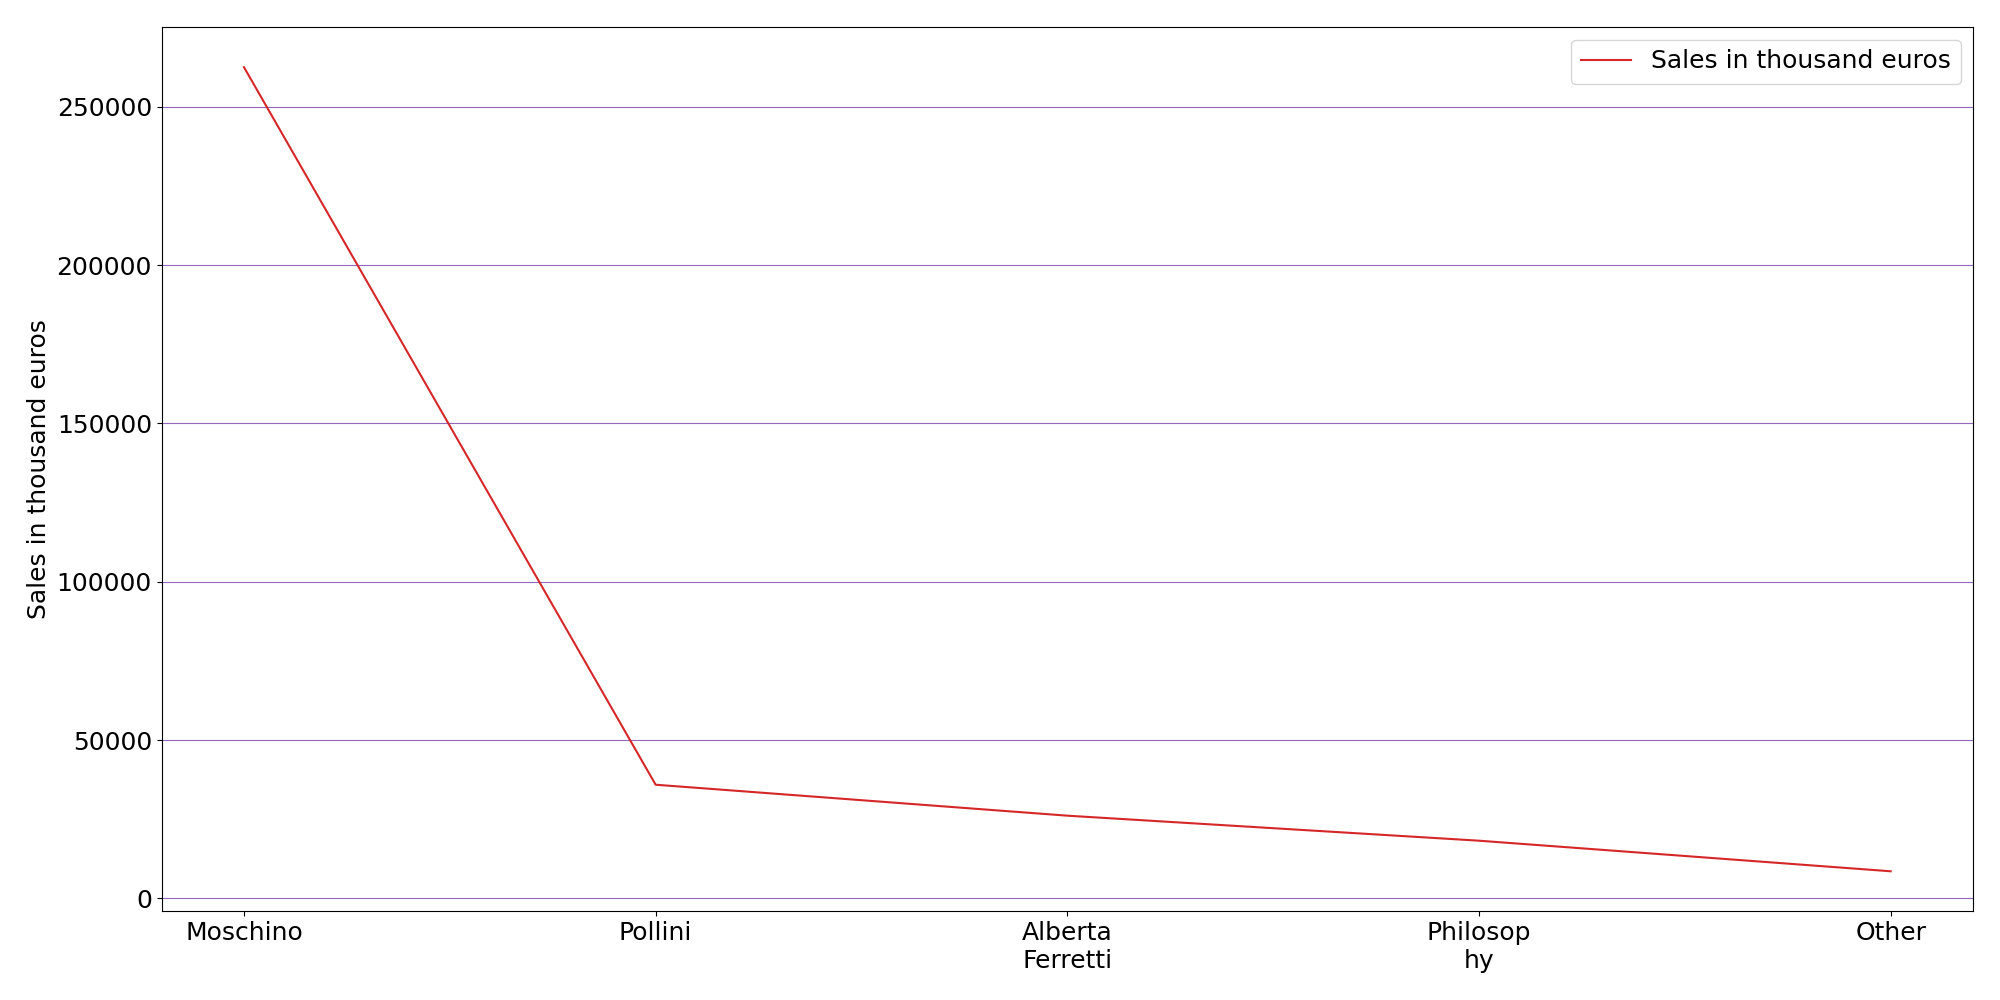 Sales in thousand euros
Sales in thousand euros
250000
200000
150000
100000
50000
0
Moschino
Pollini
Alberta
Ferretti
Philosop
hy
Other